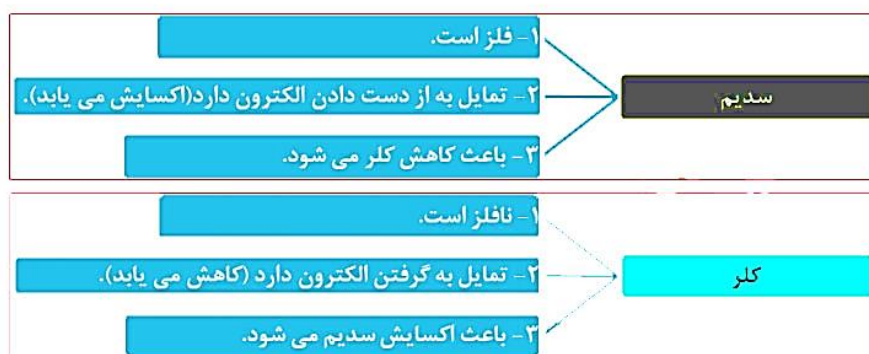 سدیم
۱- فلز است.
۲- تمایل به از دست دادن الکترون دارد(اکسایش می یابد).
۳- باعث کاهش کلر می شود.
کلر
۱- نافلز است.
۲- تمایل به گرفتن الکترون دارد (کاهش می یابد).
۳- باعث اکسایش سدیم می شود.